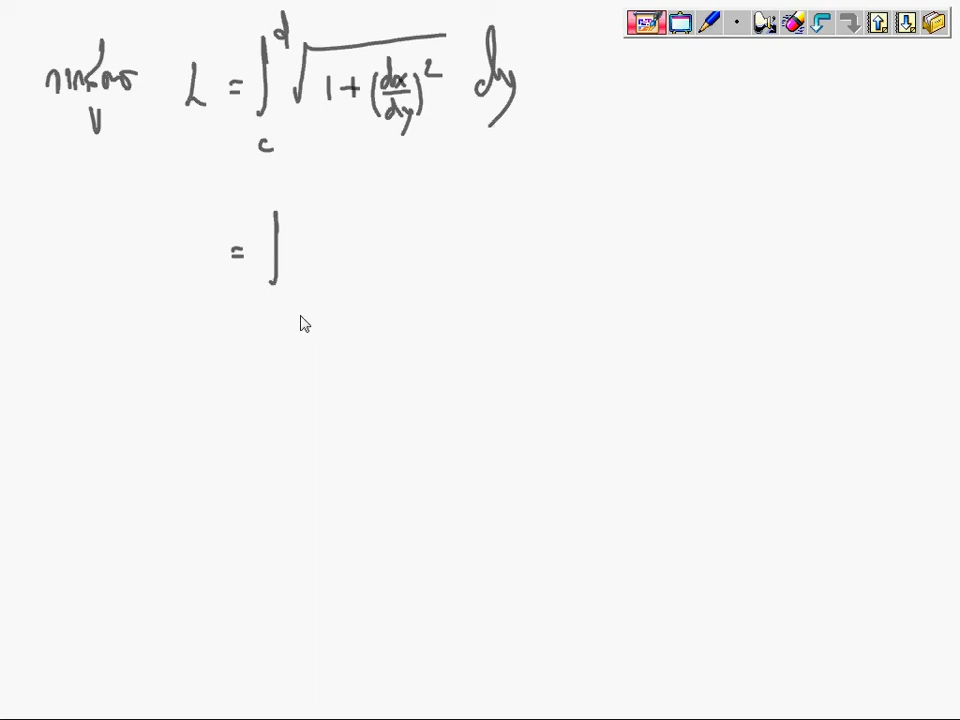 L = ∫_c^d √(1 + (dx/dy)^2) dy
= ∫